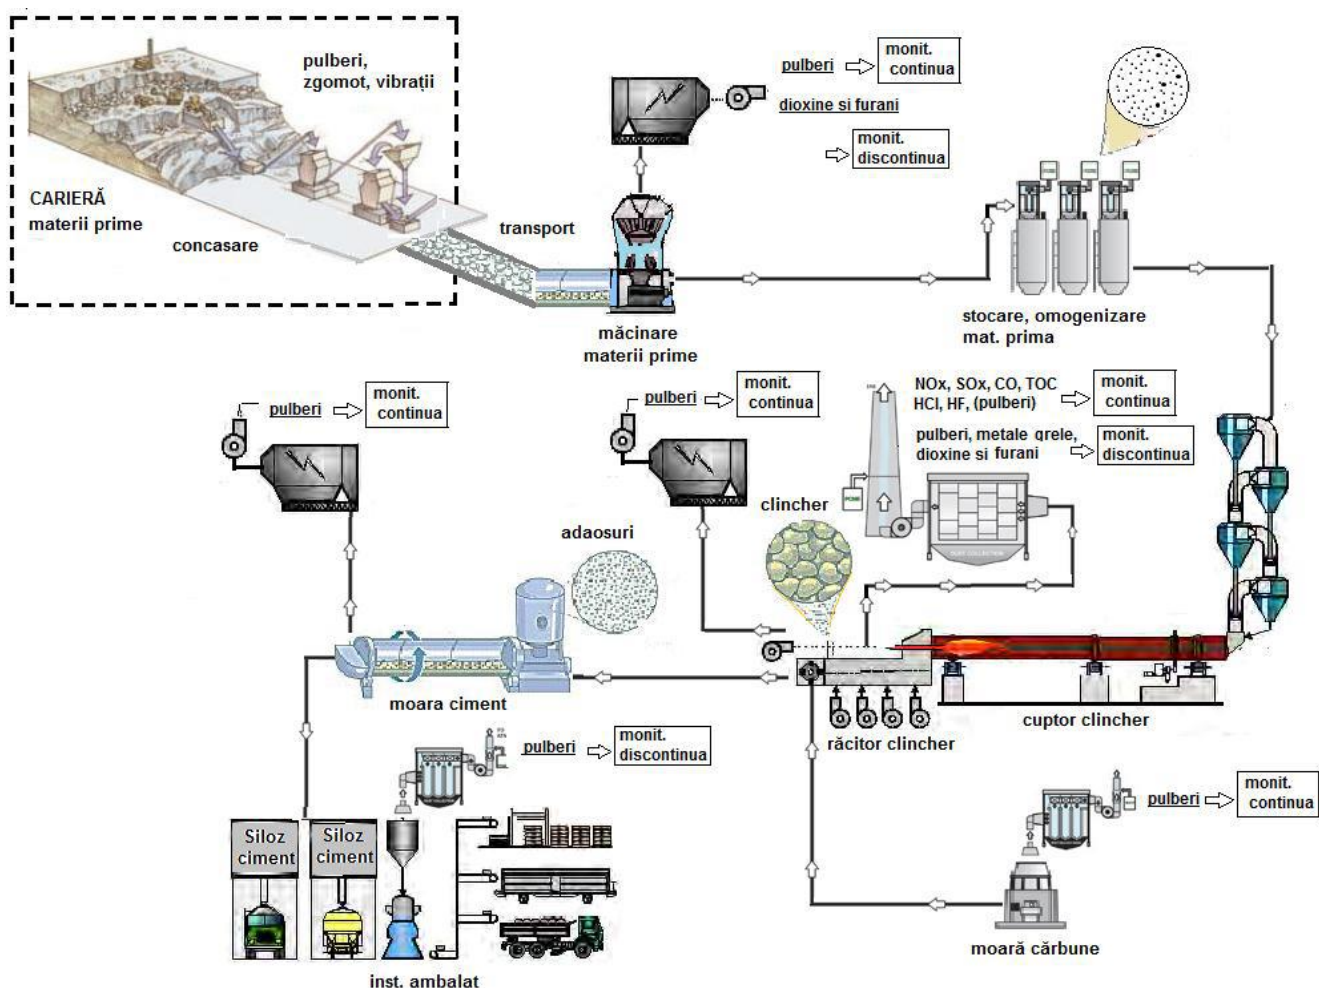 pulberi,
zgomot, vibrații
CARIERĂ
materii prime
concasare
transport
măcinare
materii prime
pulberi
monit.
continua
dioxine si furani
monit.
discontinua
stocare, omogenizare
mat. prima
pulberi
monit.
continua
pulberi
monit.
continua
NOx, SOx, CO, TOC
HCl, HF, (pulberi)
monit.
continua
pulberi, metale grele,
dioxine si furani
monit.
discontinua
clincher
adaosuri
DUST COLLECTION
moara ciment
răcitor clincher
cuptor clincher
pulberi
monit.
discontinua
pulberi
monit.
continua
Siloz
ciment
Siloz
ciment
moară cărbune
inst. ambalat